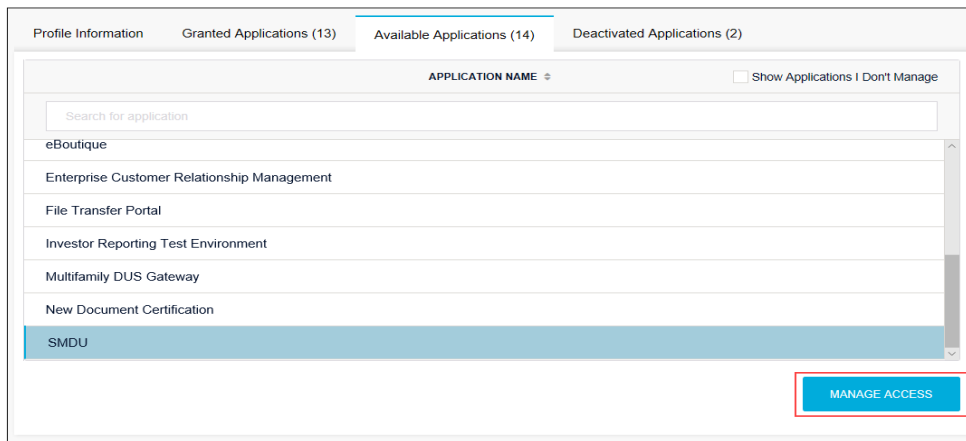 Profile Information Granted Applications (13) Available Applications (14) Deactivated Applications (2)
APPLICATION NAME Show Applications I Don't Manage
Search for application
eBoutique
Enterprise Customer Relationship Management
File Transfer Portal
Investor Reporting Test Environment
Multifamily DUS Gateway
New Document Certification
SMDU
MANAGE ACCESS